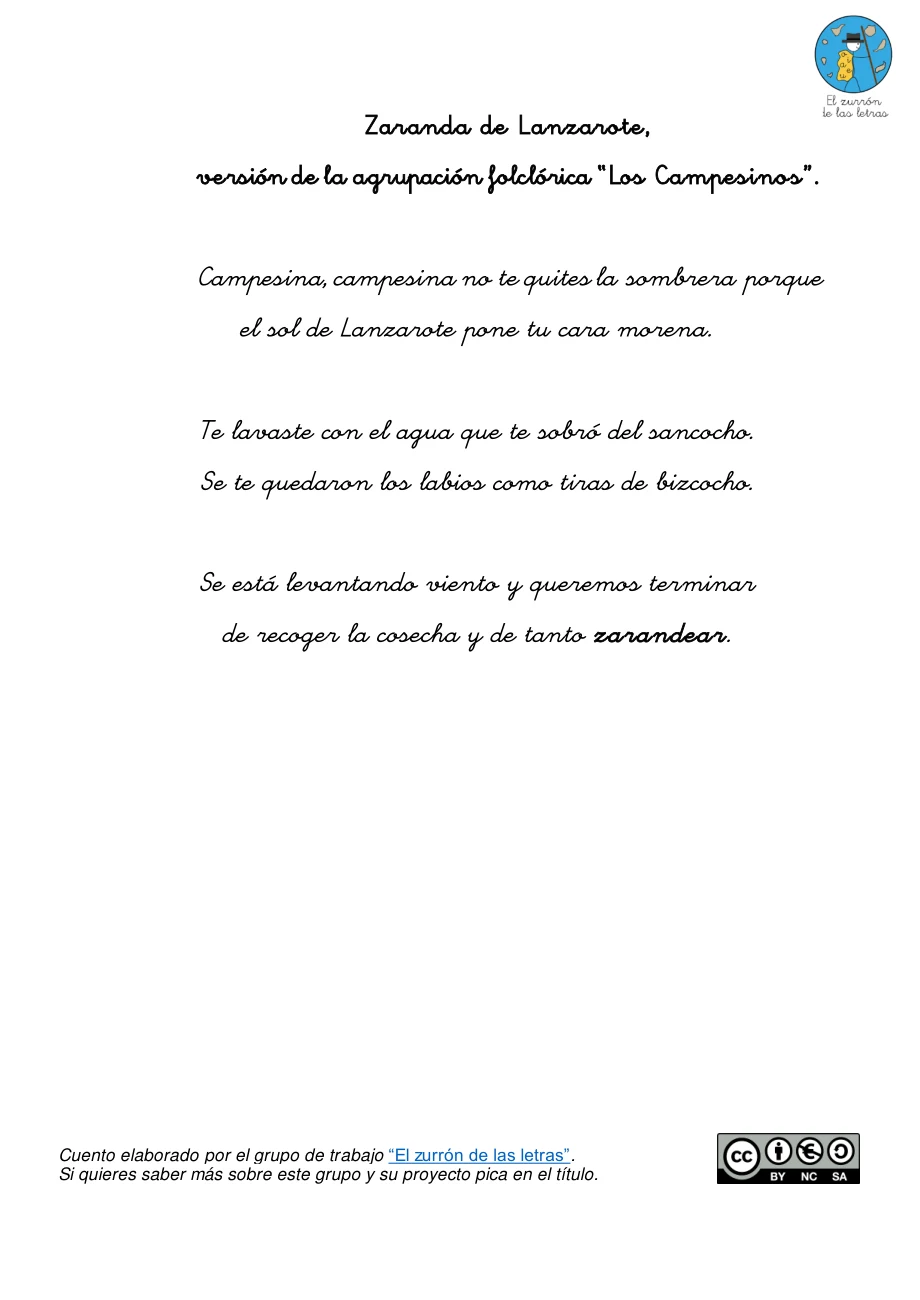 El zurrón
te las letras
Zaranda de Lanzarote,
versión de la agrupación folclórica “Los Campesinos”.
Campesina, campesina no te quites la sombrera porque
el sol de Lanzarote pone tu cara morena.
Te lavaste con el agua que te sobró del sancocho.
Se te quedaron los labios como tiras de bizcocho.
Se está levantando viento y queremos terminar
de recoger la cosecha y de tanto zarandear.
Cuento elaborado por el grupo de trabajo “El zurrón de las letras”.
Si quieres saber más sobre este grupo y su proyecto pica en el título.
cc BY NC SA